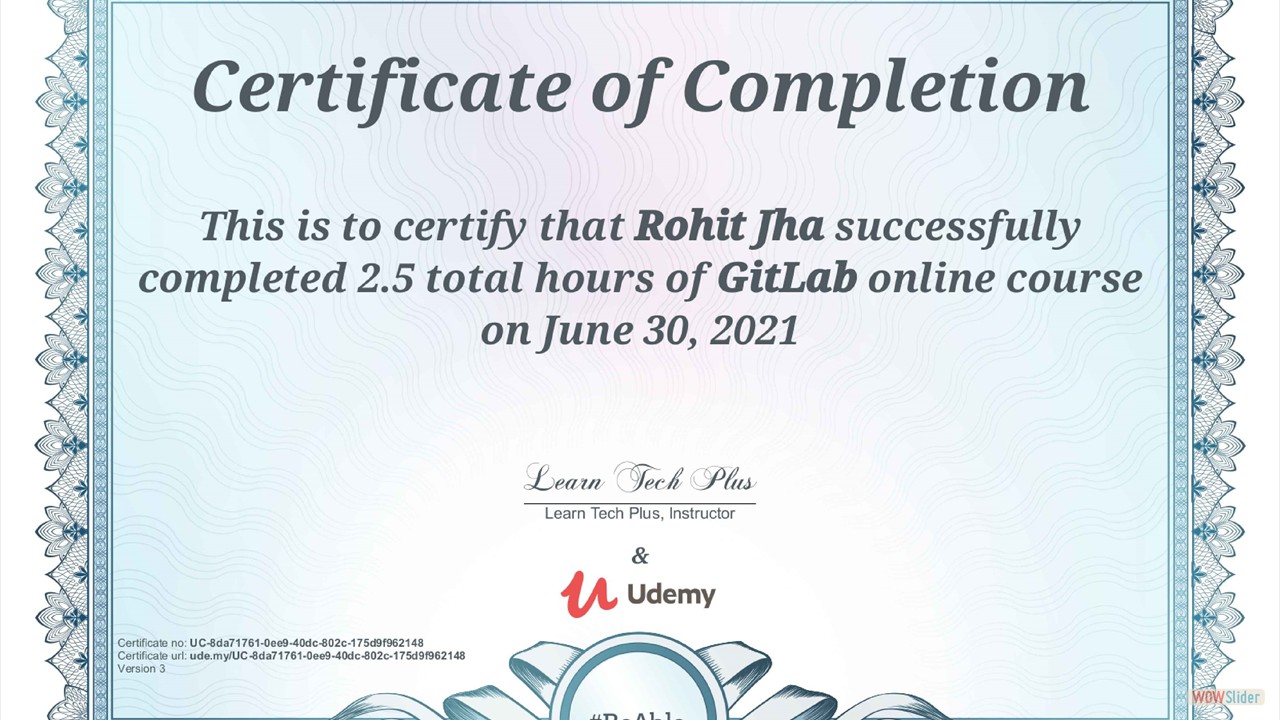 Certificate of Completion
This is to certify that Rohit Jha successfully
completed 2.5 total hours of GitLab online course
on June 30, 2021
Learn Tech Plus
Learn Tech Plus, Instructor
&
Udemy
Certificate no: UC-8da71761-0ee9-40dc-802c-175d9f962148
Certificate url: ude.my/UC-8da71761-0ee9-40dc-802c-175d9f962148
Version 3
#BeAble
WOWSlider